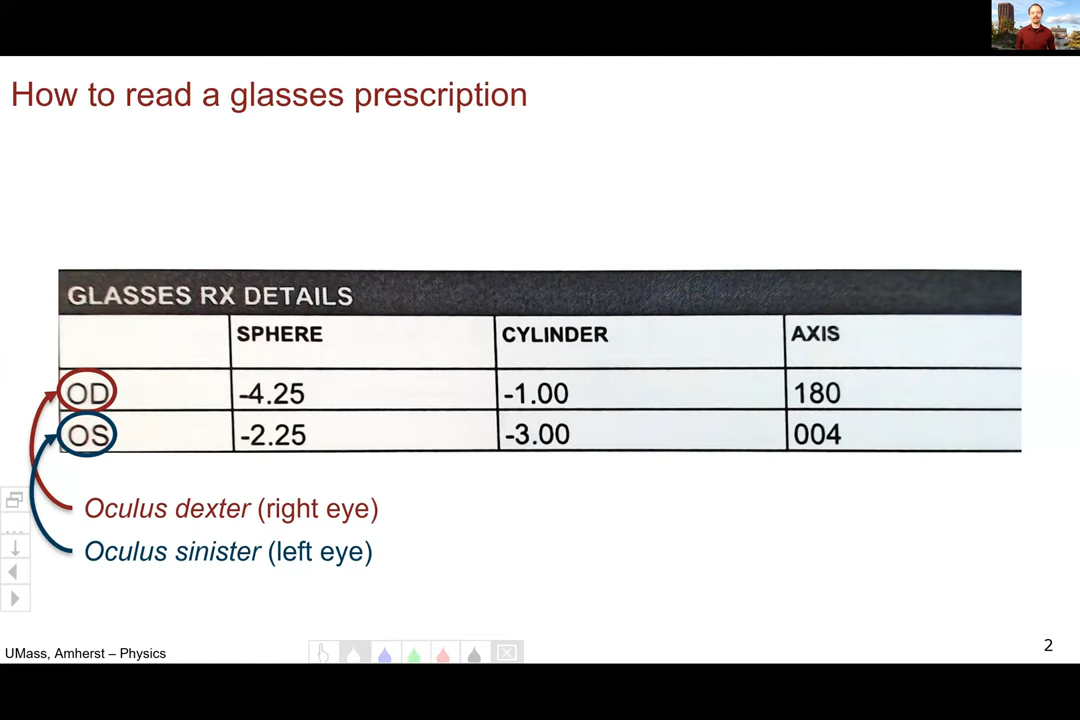 How to read a glasses prescription
GLASSES RX DETAILS
SPHERE CYLINDER AXIS
OD -4.25 -1.00 180
OS -2.25 -3.00 004
Oculus dexter (right eye)
Oculus sinister (left eye)
UMass, Amherst – Physics
2